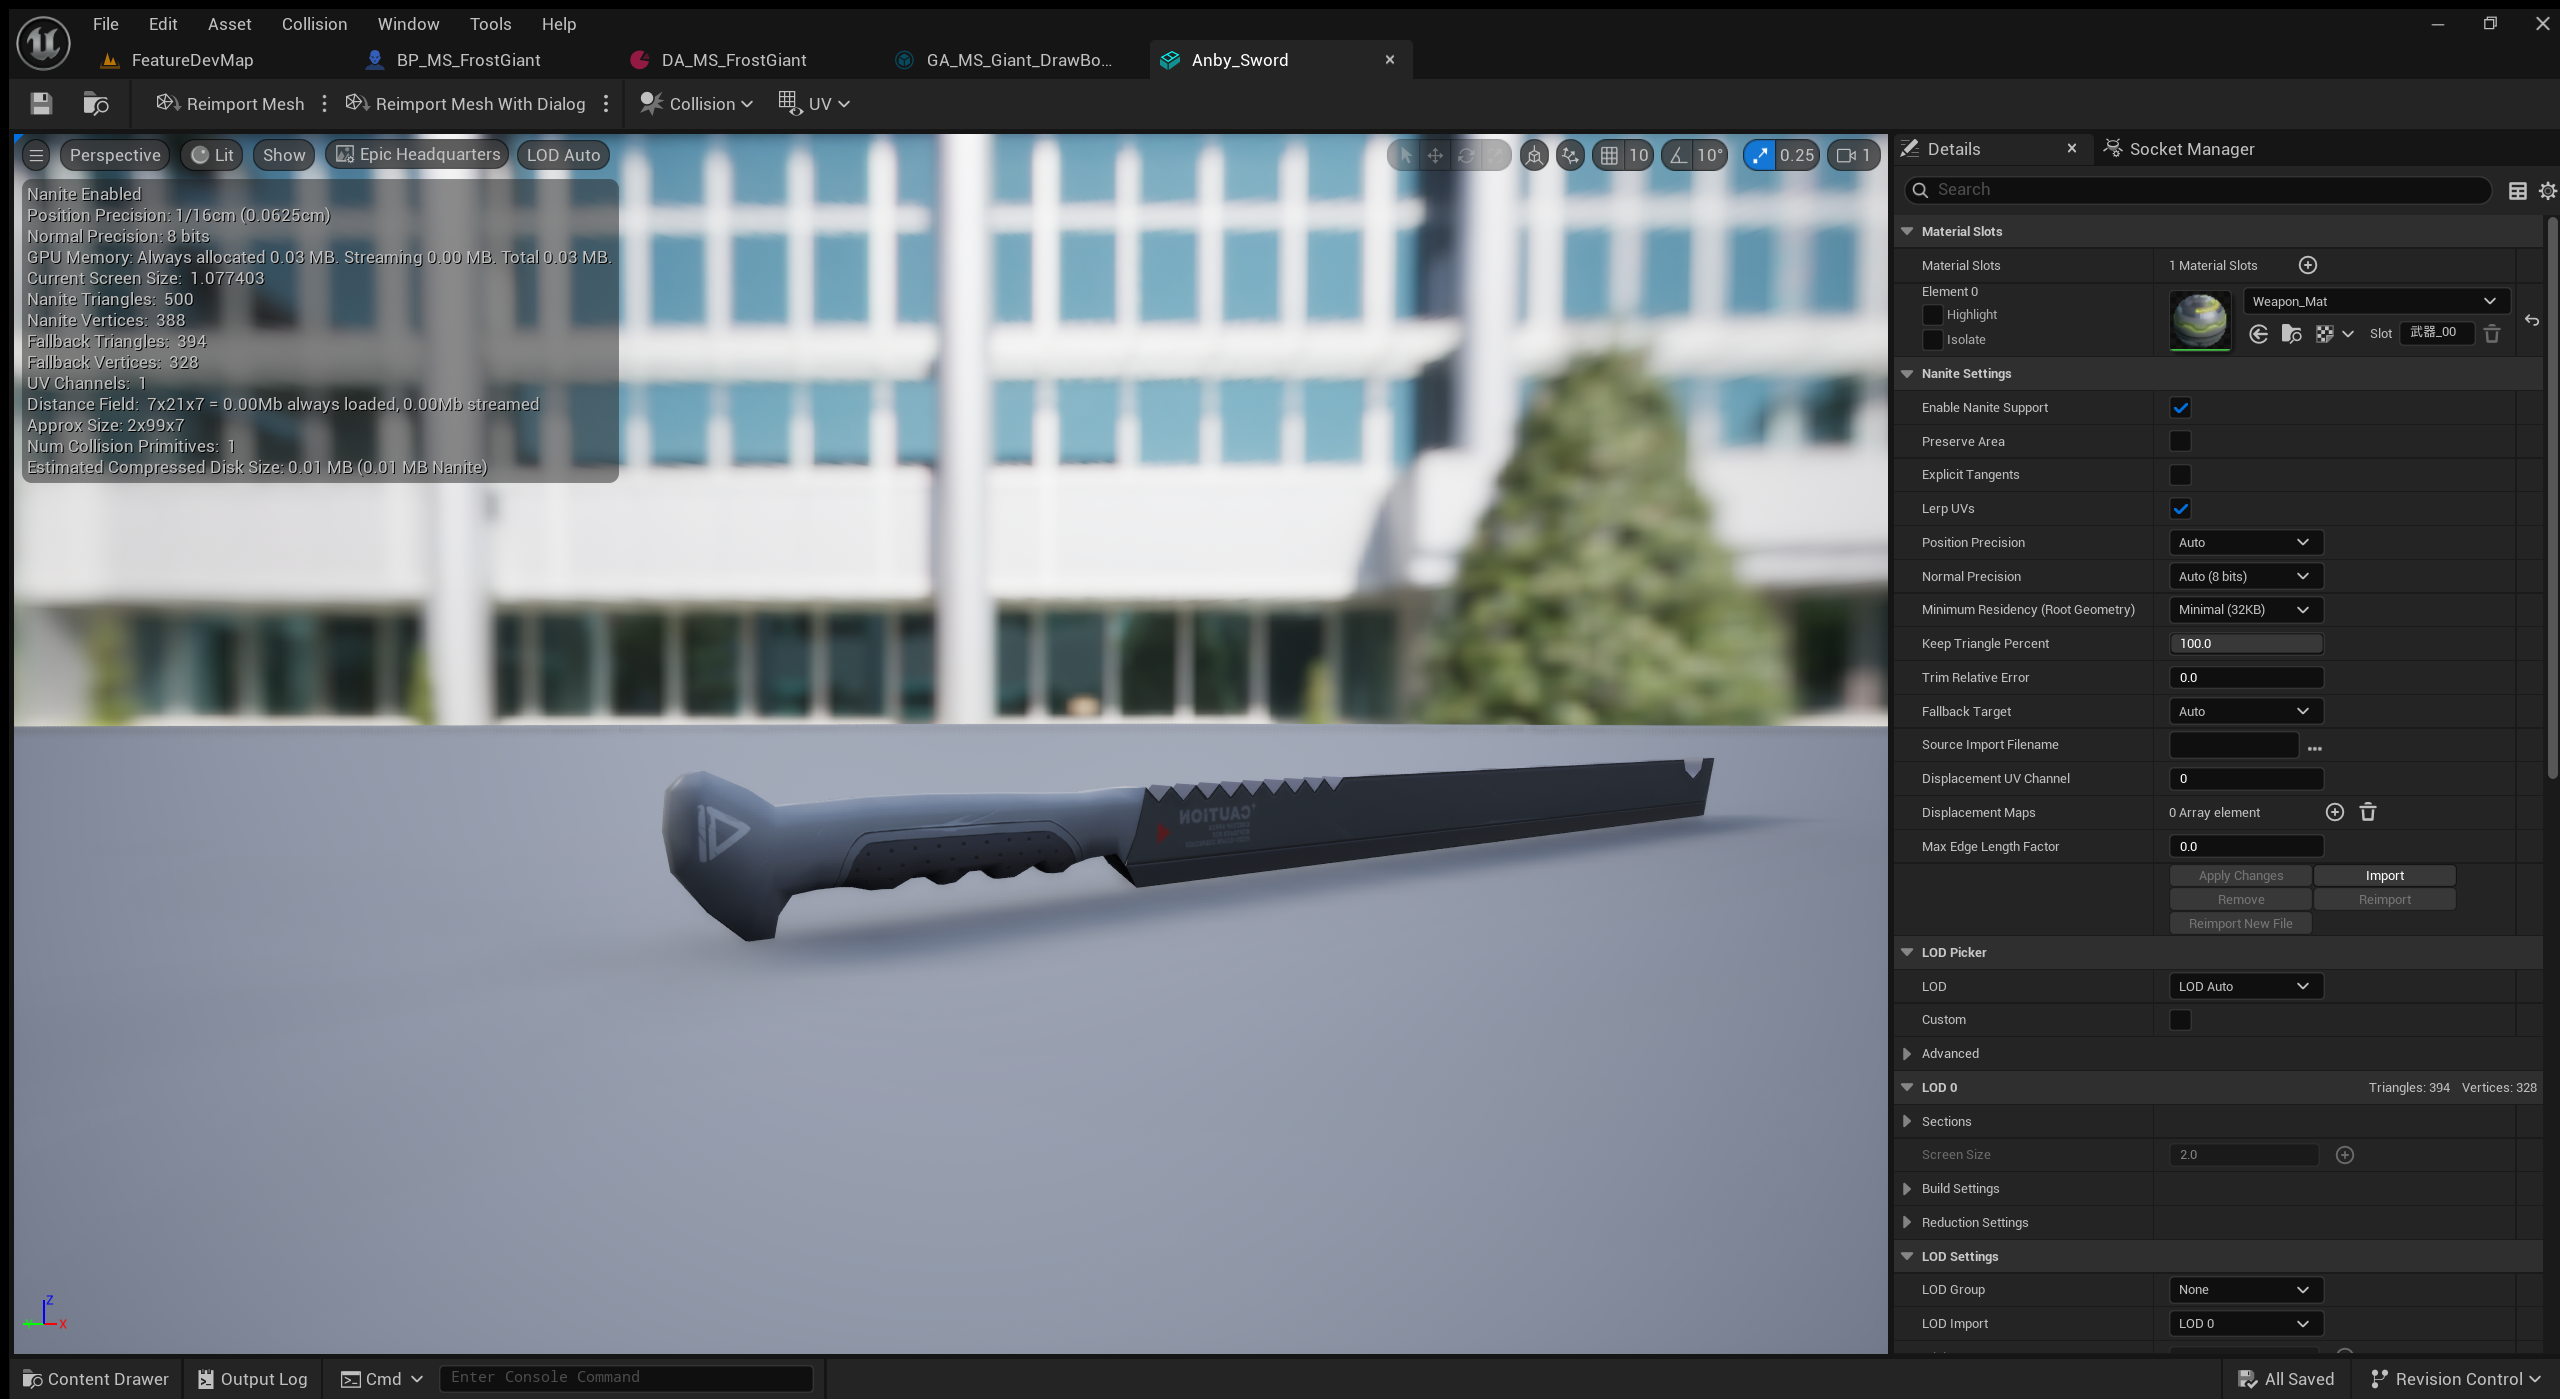 File Edit Asset Collision Window Tools Help
FeatureDevMap BP_MS_FrostGiant DA_MS_FrostGiant GA_MS_Giant_DrawBo... Anby_Sword
Reimport Mesh Reimport Mesh With Dialog Collision UV
Perspective Lit Show Epic Headquarters LOD Auto 10 10° 0.25 1
Nanite Enabled
Position Precision: 1/16cm (0.0625cm)
Normal Precision: 8 bits
GPU Memory: Always allocated 0.03 MB. Streaming 0.00 MB. Total 0.03 MB.
Current Screen Size: 1.077403
Nanite Triangles: 500
Nanite Vertices: 388
Fallback Triangles: 394
Fallback Vertices: 328
UV Channels: 1
Distance Field: 7x21x7 = 0.00Mb always loaded, 0.00Mb streamed
Approx Size: 2x99x7
Num Collision Primitives: 1
Estimated Compressed Disk Size: 0.01 MB (0.01 MB Nanite)
CAUTION
Z
Y X
Details Socket Manager
Search
Material Slots
Material Slots 1 Material Slots
Element 0 Weapon_Mat
Highlight
Isolate Slot 武器_00
Nanite Settings
Enable Nanite Support
Preserve Area
Explicit Tangents
Lerp UVs
Position Precision Auto
Normal Precision Auto (8 bits)
Minimum Residency (Root Geometry) Minimal (32KB)
Keep Triangle Percent 100.0
Trim Relative Error 0.0
Fallback Target Auto
Source Import Filename
Displacement UV Channel 0
Displacement Maps 0 Array element
Max Edge Length Factor 0.0
Apply Changes Import
Remove Reimport
Reimport New File
LOD Picker
LOD LOD Auto
Custom
Advanced
LOD 0 Triangles: 394 Vertices: 328
Sections
Screen Size 2.0
Build Settings
Reduction Settings
LOD Settings
LOD Group None
LOD Import LOD 0
Content Drawer Output Log Cmd Enter Console Command All Saved Revision Control